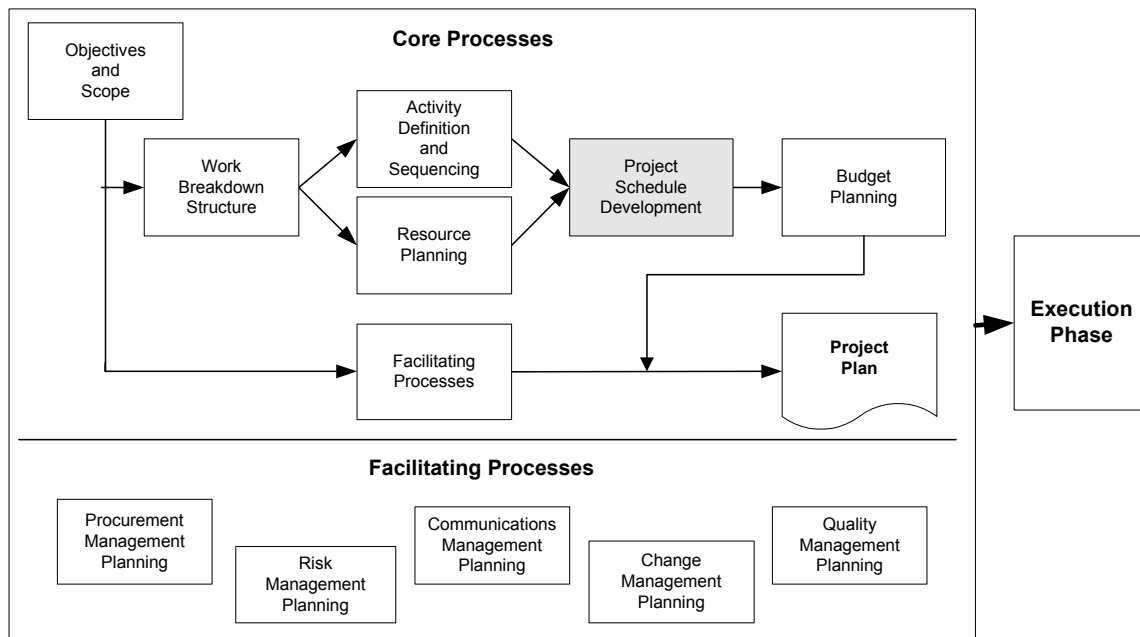 Core Processes
Objectives
and
Scope
Work
Breakdown
Structure
Activity
Definition
and
Sequencing
Resource
Planning
Project
Schedule
Development
Budget
Planning
Facilitating
Processes
Project
Plan
Execution
Phase
Facilitating Processes
Procurement
Management
Planning
Risk
Management
Planning
Communications
Management
Planning
Change
Management
Planning
Quality
Management
Planning